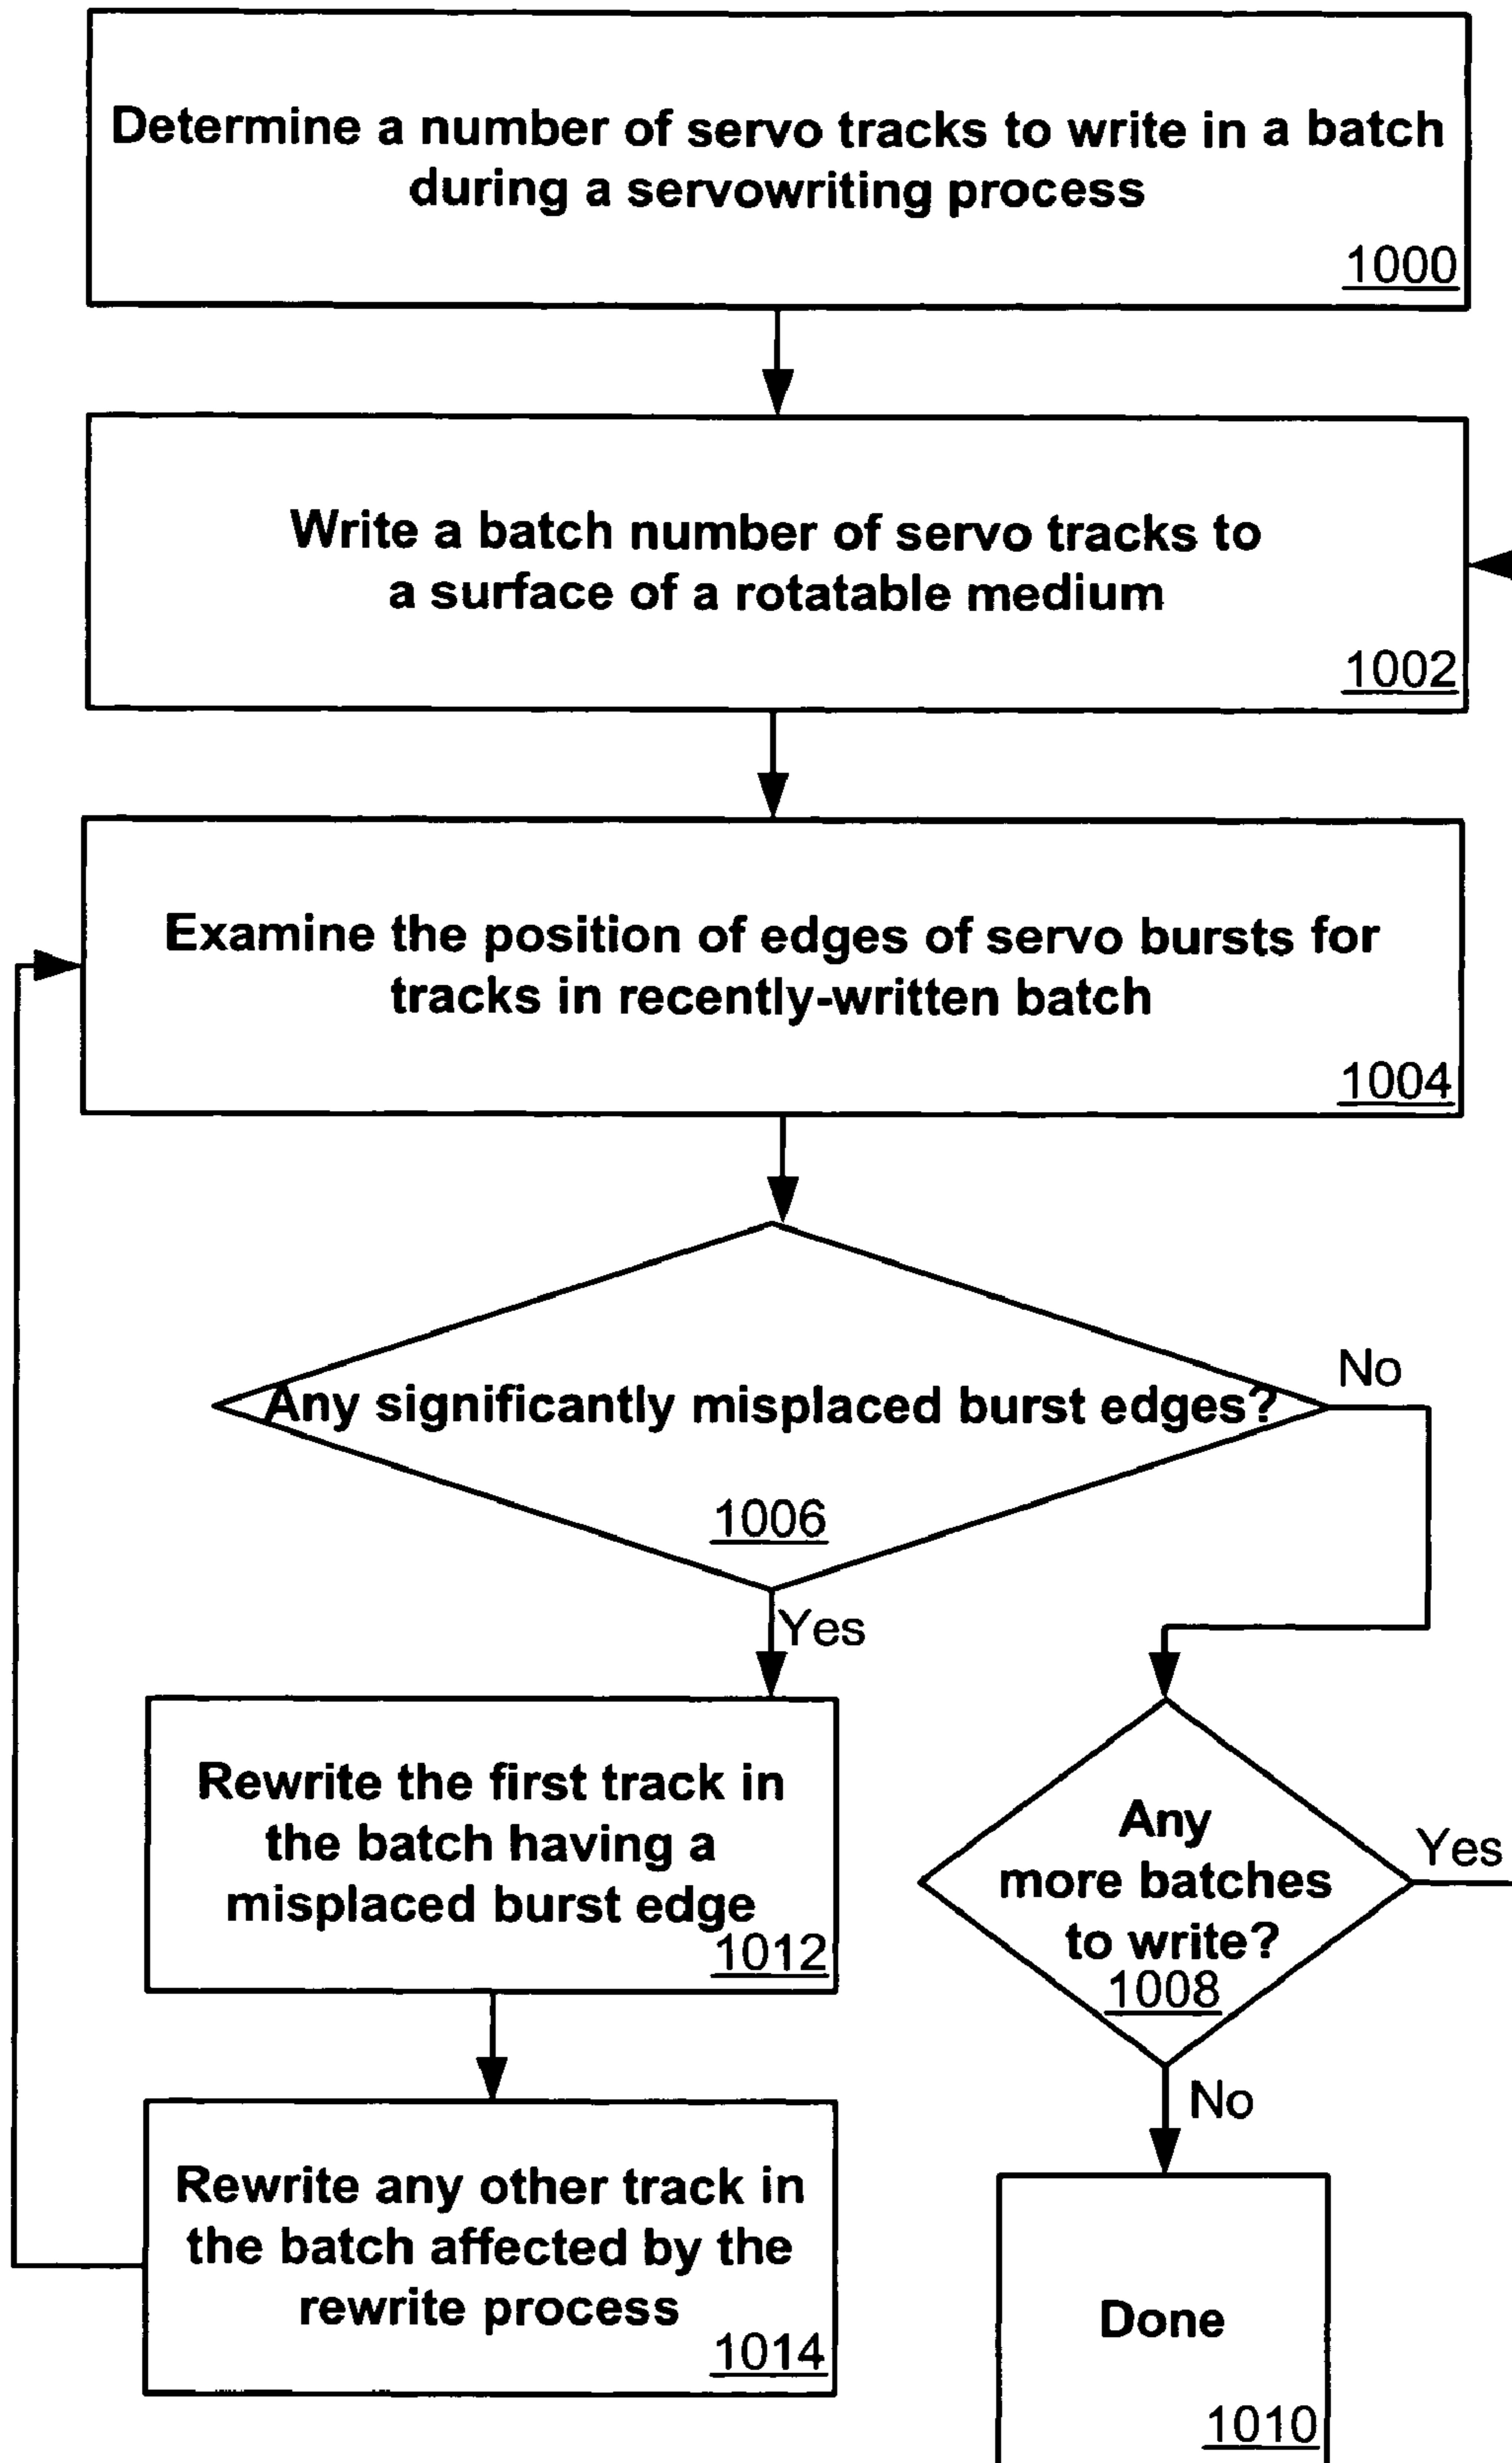 Determine a number of servo tracks to write in a batch
during a servowriting process
1000
Write a batch number of servo tracks to
a surface of a rotatable medium
1002
Examine the position of edges of servo bursts for
tracks in recently-written batch
1004
Any significantly misplaced burst edges?
No
1006
Yes
Rewrite the first track in
the batch having a
misplaced burst edge
1012
Any
more batches
to write?
1008
Yes
No
Rewrite any other track in
the batch affected by the
rewrite process
1014
Done
1010